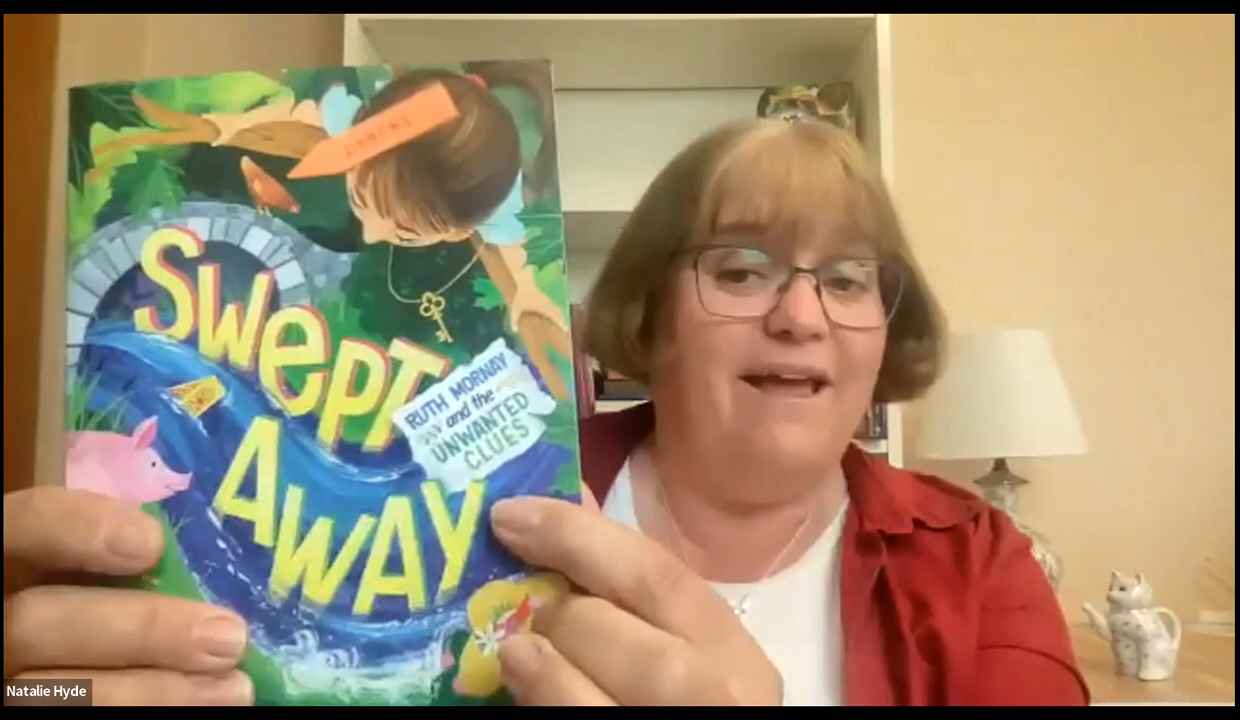 SWEPT
AWAY
RUTH MORNAY
and the
UNWANTED
CLUES
Natalie Hyde